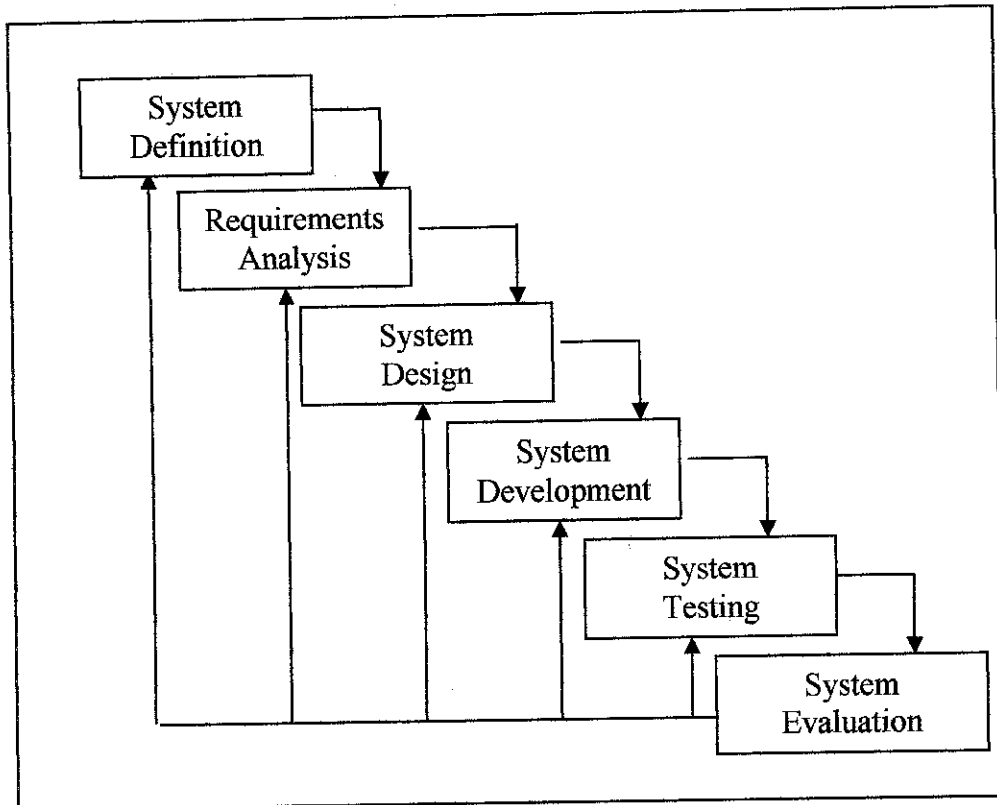 System
Definition
Requirements
Analysis
System
Design
System
Development
System
Testing
System
Evaluation